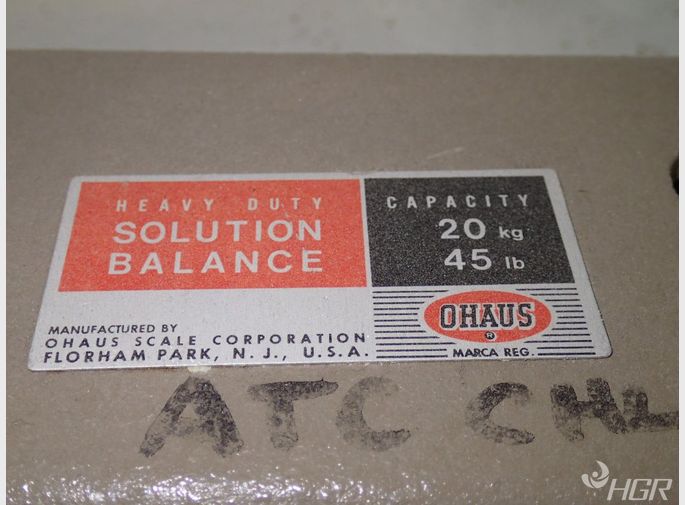 HEAVY DUTY
SOLUTION
BALANCE
CAPACITY
20 kg
45 lb
MANUFACTURED BY
OHAUS SCALE CORPORATION
FLORHAM PARK, N. J., U.S.A.
OHAUS
®
MARCA REG.
ATC CHL
HGR